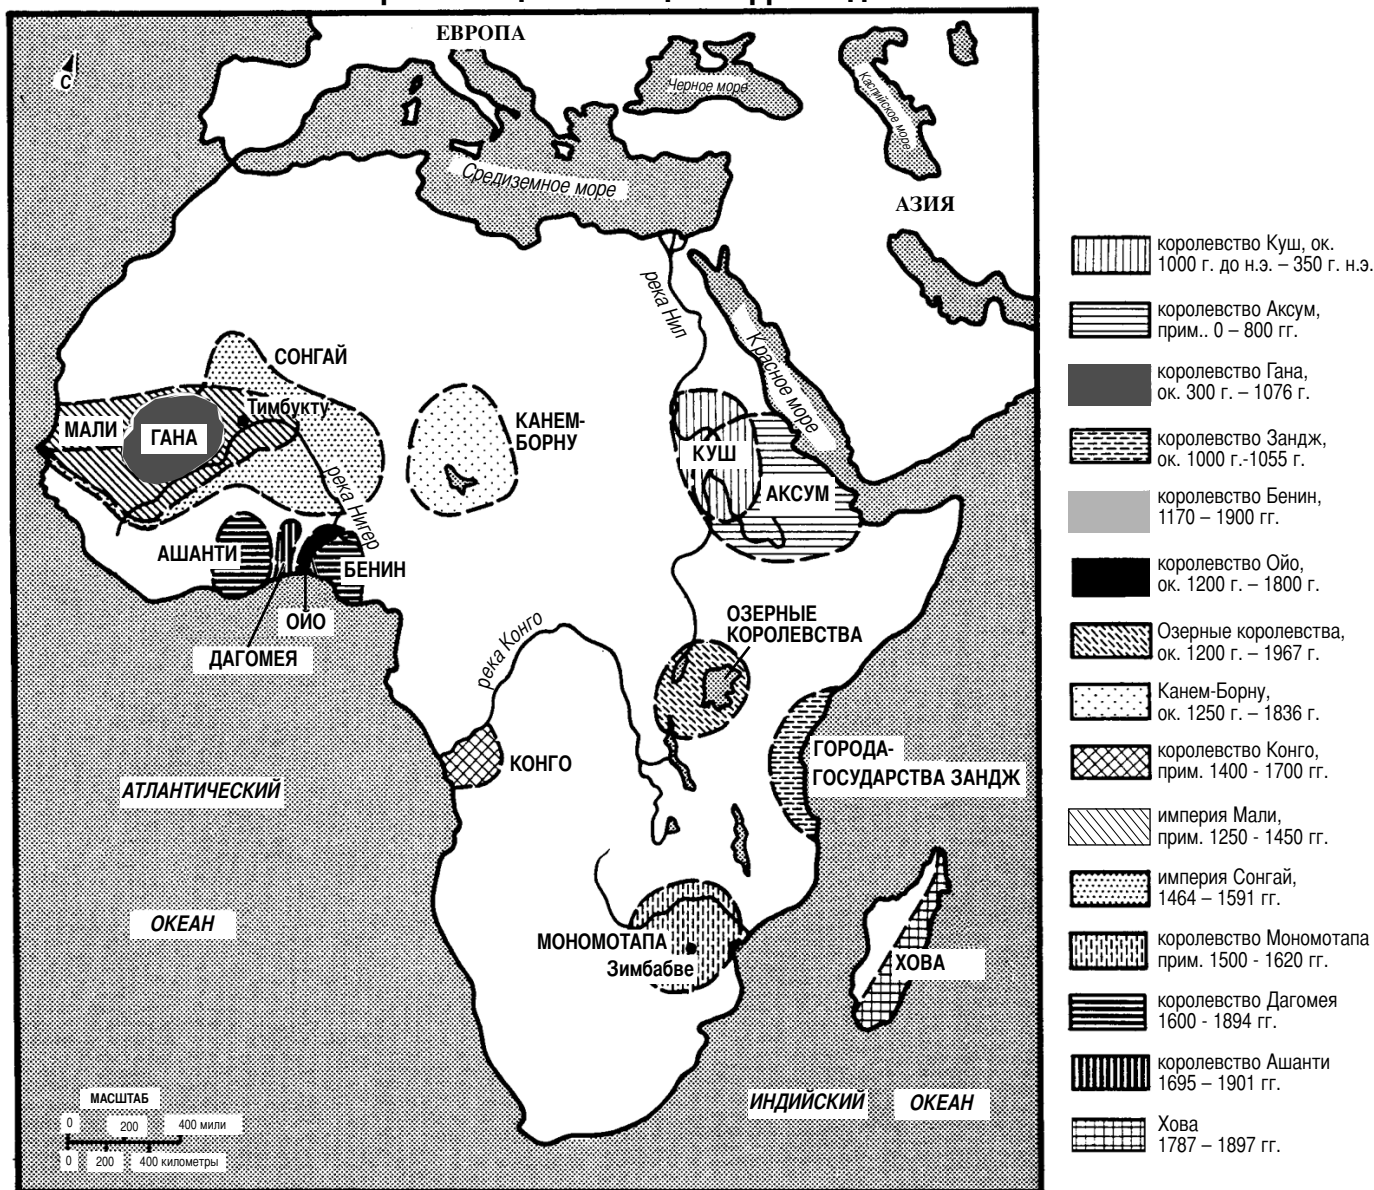 ЕВРОПА
С
Черное море
Каспийское море
Средиземное море
АЗИЯ
река Нил
Красное море
СОНГАЙ
Тимбукту
МАЛИ
ГАНА
КАНЕМ-
БОРНУ
КУШ
АКСУМ
река Нигер
АШАНТИ
БЕНИН
ОЙО
ДАГОМЕЯ
ОЗЕРНЫЕ
КОРОЛЕВСТВА
река Конго
КОНГО
ГОРОДА-
ГОСУДАРСТВА ЗАНДЖ
АТЛАНТИЧЕСКИЙ
ОКЕАН
МОНОМОТАПА
Зимбабве
ХОВА
ИНДИЙСКИЙ ОКЕАН
МАСШТАБ
0 200 400 мили
0 200 400 километры
королевство Куш, ок.
1000 г. до н.э. – 350 г. н.э.
королевство Аксум,
прим.. 0 – 800 гг.
королевство Гана,
ок. 300 г. – 1076 г.
королевство Зандж,
ок. 1000 г.-1055 г.
королевство Бенин,
1170 – 1900 гг.
королевство Ойо,
ок. 1200 г. – 1800 г.
Озерные королевства,
ок. 1200 г. – 1967 г.
Канем-Борну,
ок. 1250 г. – 1836 г.
королевство Конго,
прим. 1400 - 1700 гг.
империя Мали,
прим. 1250 - 1450 гг.
империя Сонгай,
1464 – 1591 гг.
королевство Мономотапа
прим. 1500 - 1620 гг.
королевство Дагомея
1600 - 1894 гг.
королевство Ашанти
1695 – 1901 гг.
Хова
1787 – 1897 гг.